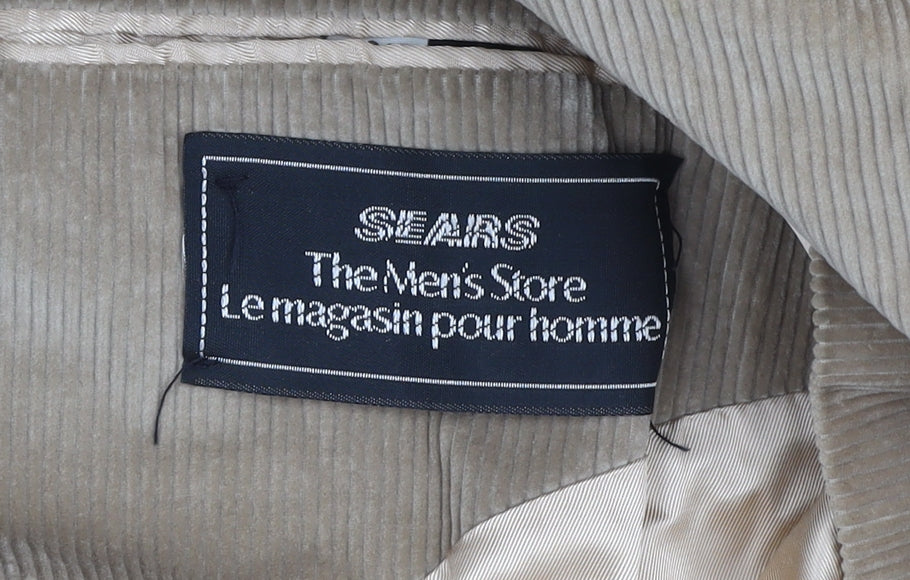 SEARS
The Men's Store
Le magasin pour homme